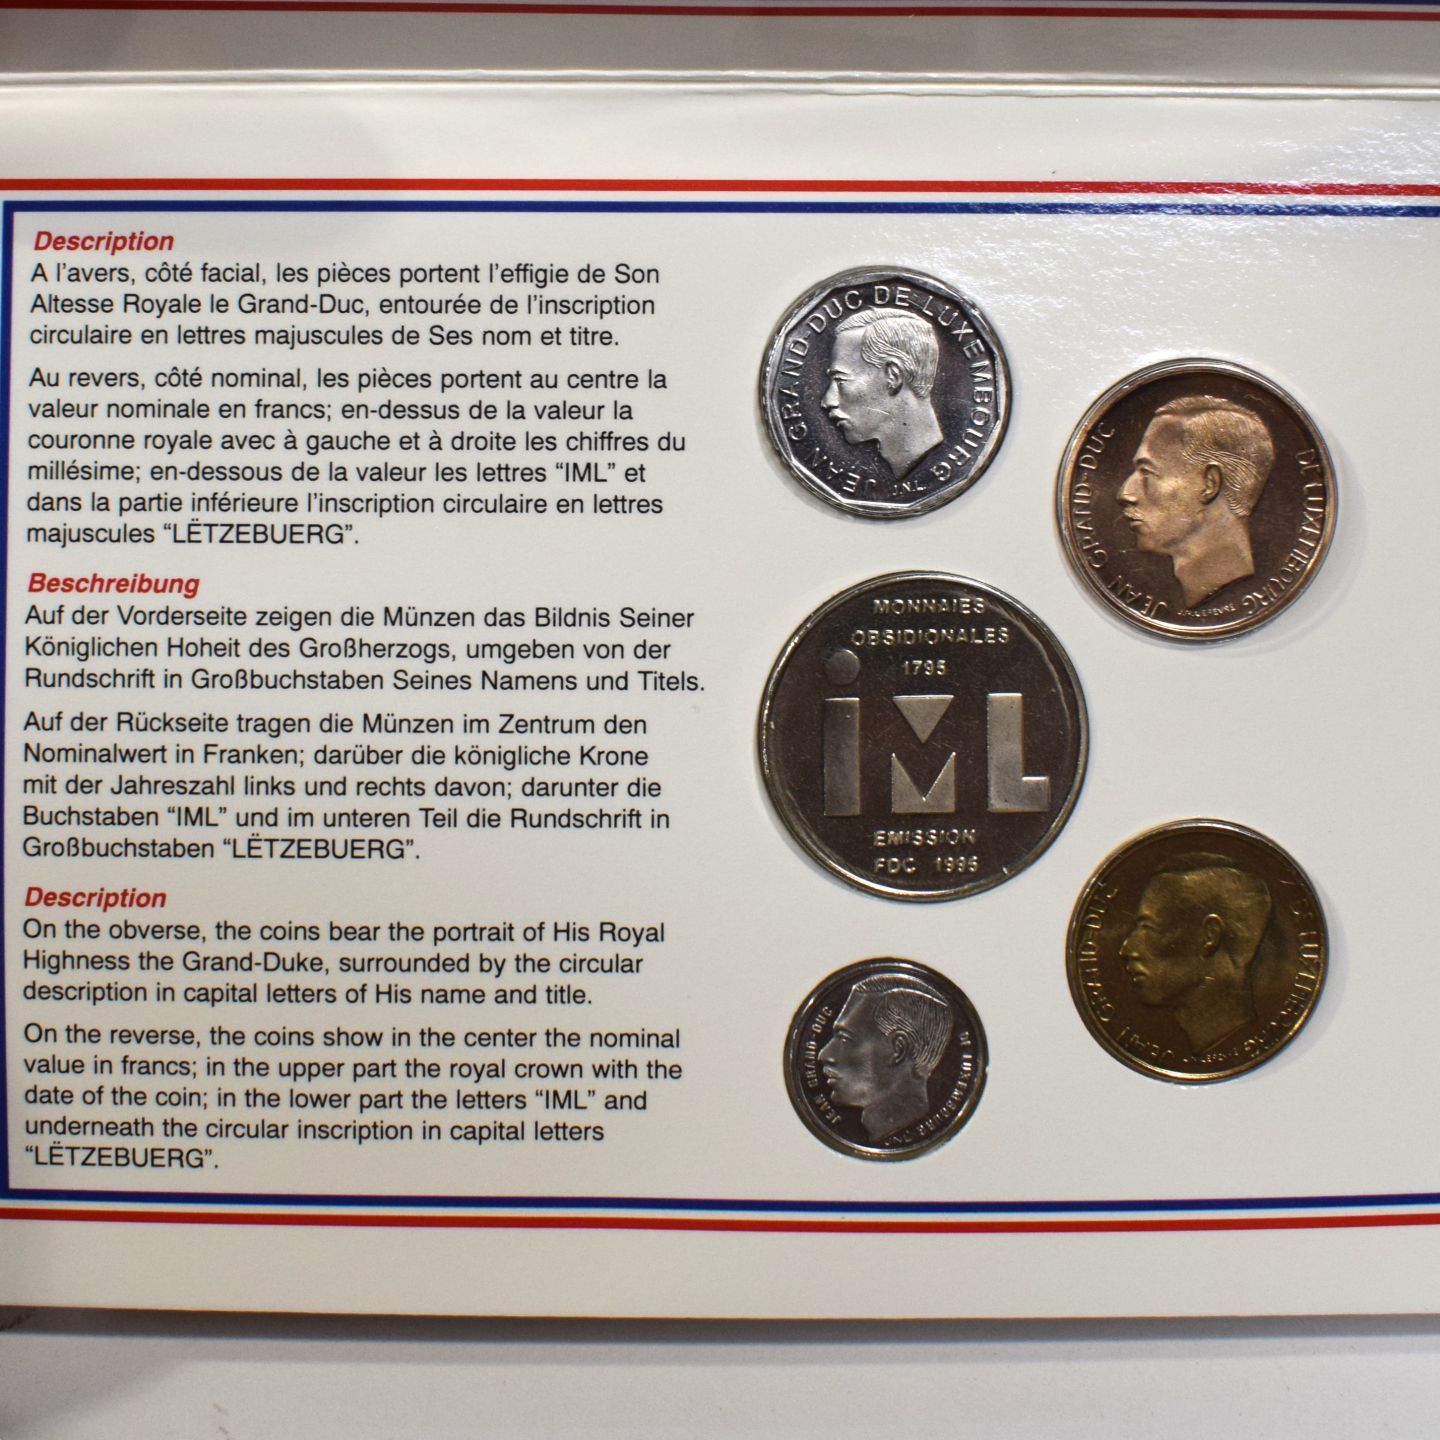 Description
A l'avers, côté facial, les pièces portent l'effigie de Son
Altesse Royale le Grand-Duc, entourée de l'inscription
circulaire en lettres majuscules de Ses nom et titre.
Au revers, côté nominal, les pièces portent au centre la
valeur nominale en francs; en-dessus de la valeur la
couronne royale avec à gauche et à droite les chiffres du
millésime; en-dessous de la valeur les lettres “IML” et
dans la partie inférieure l'inscription circulaire en lettres
majuscules “LËTZEBUERG”.
Beschreibung
Auf der Vorderseite zeigen die Münzen das Bildnis Seiner
Königlichen Hoheit des Großherzogs, umgeben von der
Rundschrift in Großbuchstaben Seines Namens und Titels.
Auf der Rückseite tragen die Münzen im Zentrum den
Nominalwert in Franken; darüber die königliche Krone
mit der Jahreszahl links und rechts davon; darunter die
Buchstaben “IML” und im unteren Teil die Rundschrift in
Großbuchstaben “LËTZEBUERG”.
Description
On the obverse, the coins bear the portrait of His Royal
Highness the Grand-Duke, surrounded by the circular
description in capital letters of His name and title.
On the reverse, the coins show in the center the nominal
value in francs; in the upper part the royal crown with the
date of the coin; in the lower part the letters “IML” and
underneath the circular inscription in capital letters
“LËTZEBUERG”.
JEAN GRAND-DUC DE LUXEMBOURG
J.N.L.
JEAN GRAND-DUC DE LUXEMBOURG
J.N.LEFEVRE
MONNAIES
OBSIDIONALES
1795
iML
EMISSION
FDC 1995
JEAN GRAND-DUC DE LUXEMBOURG
J.N.LEFEVRE
JEAN GRAND-DUC DE LUXEMBOURG